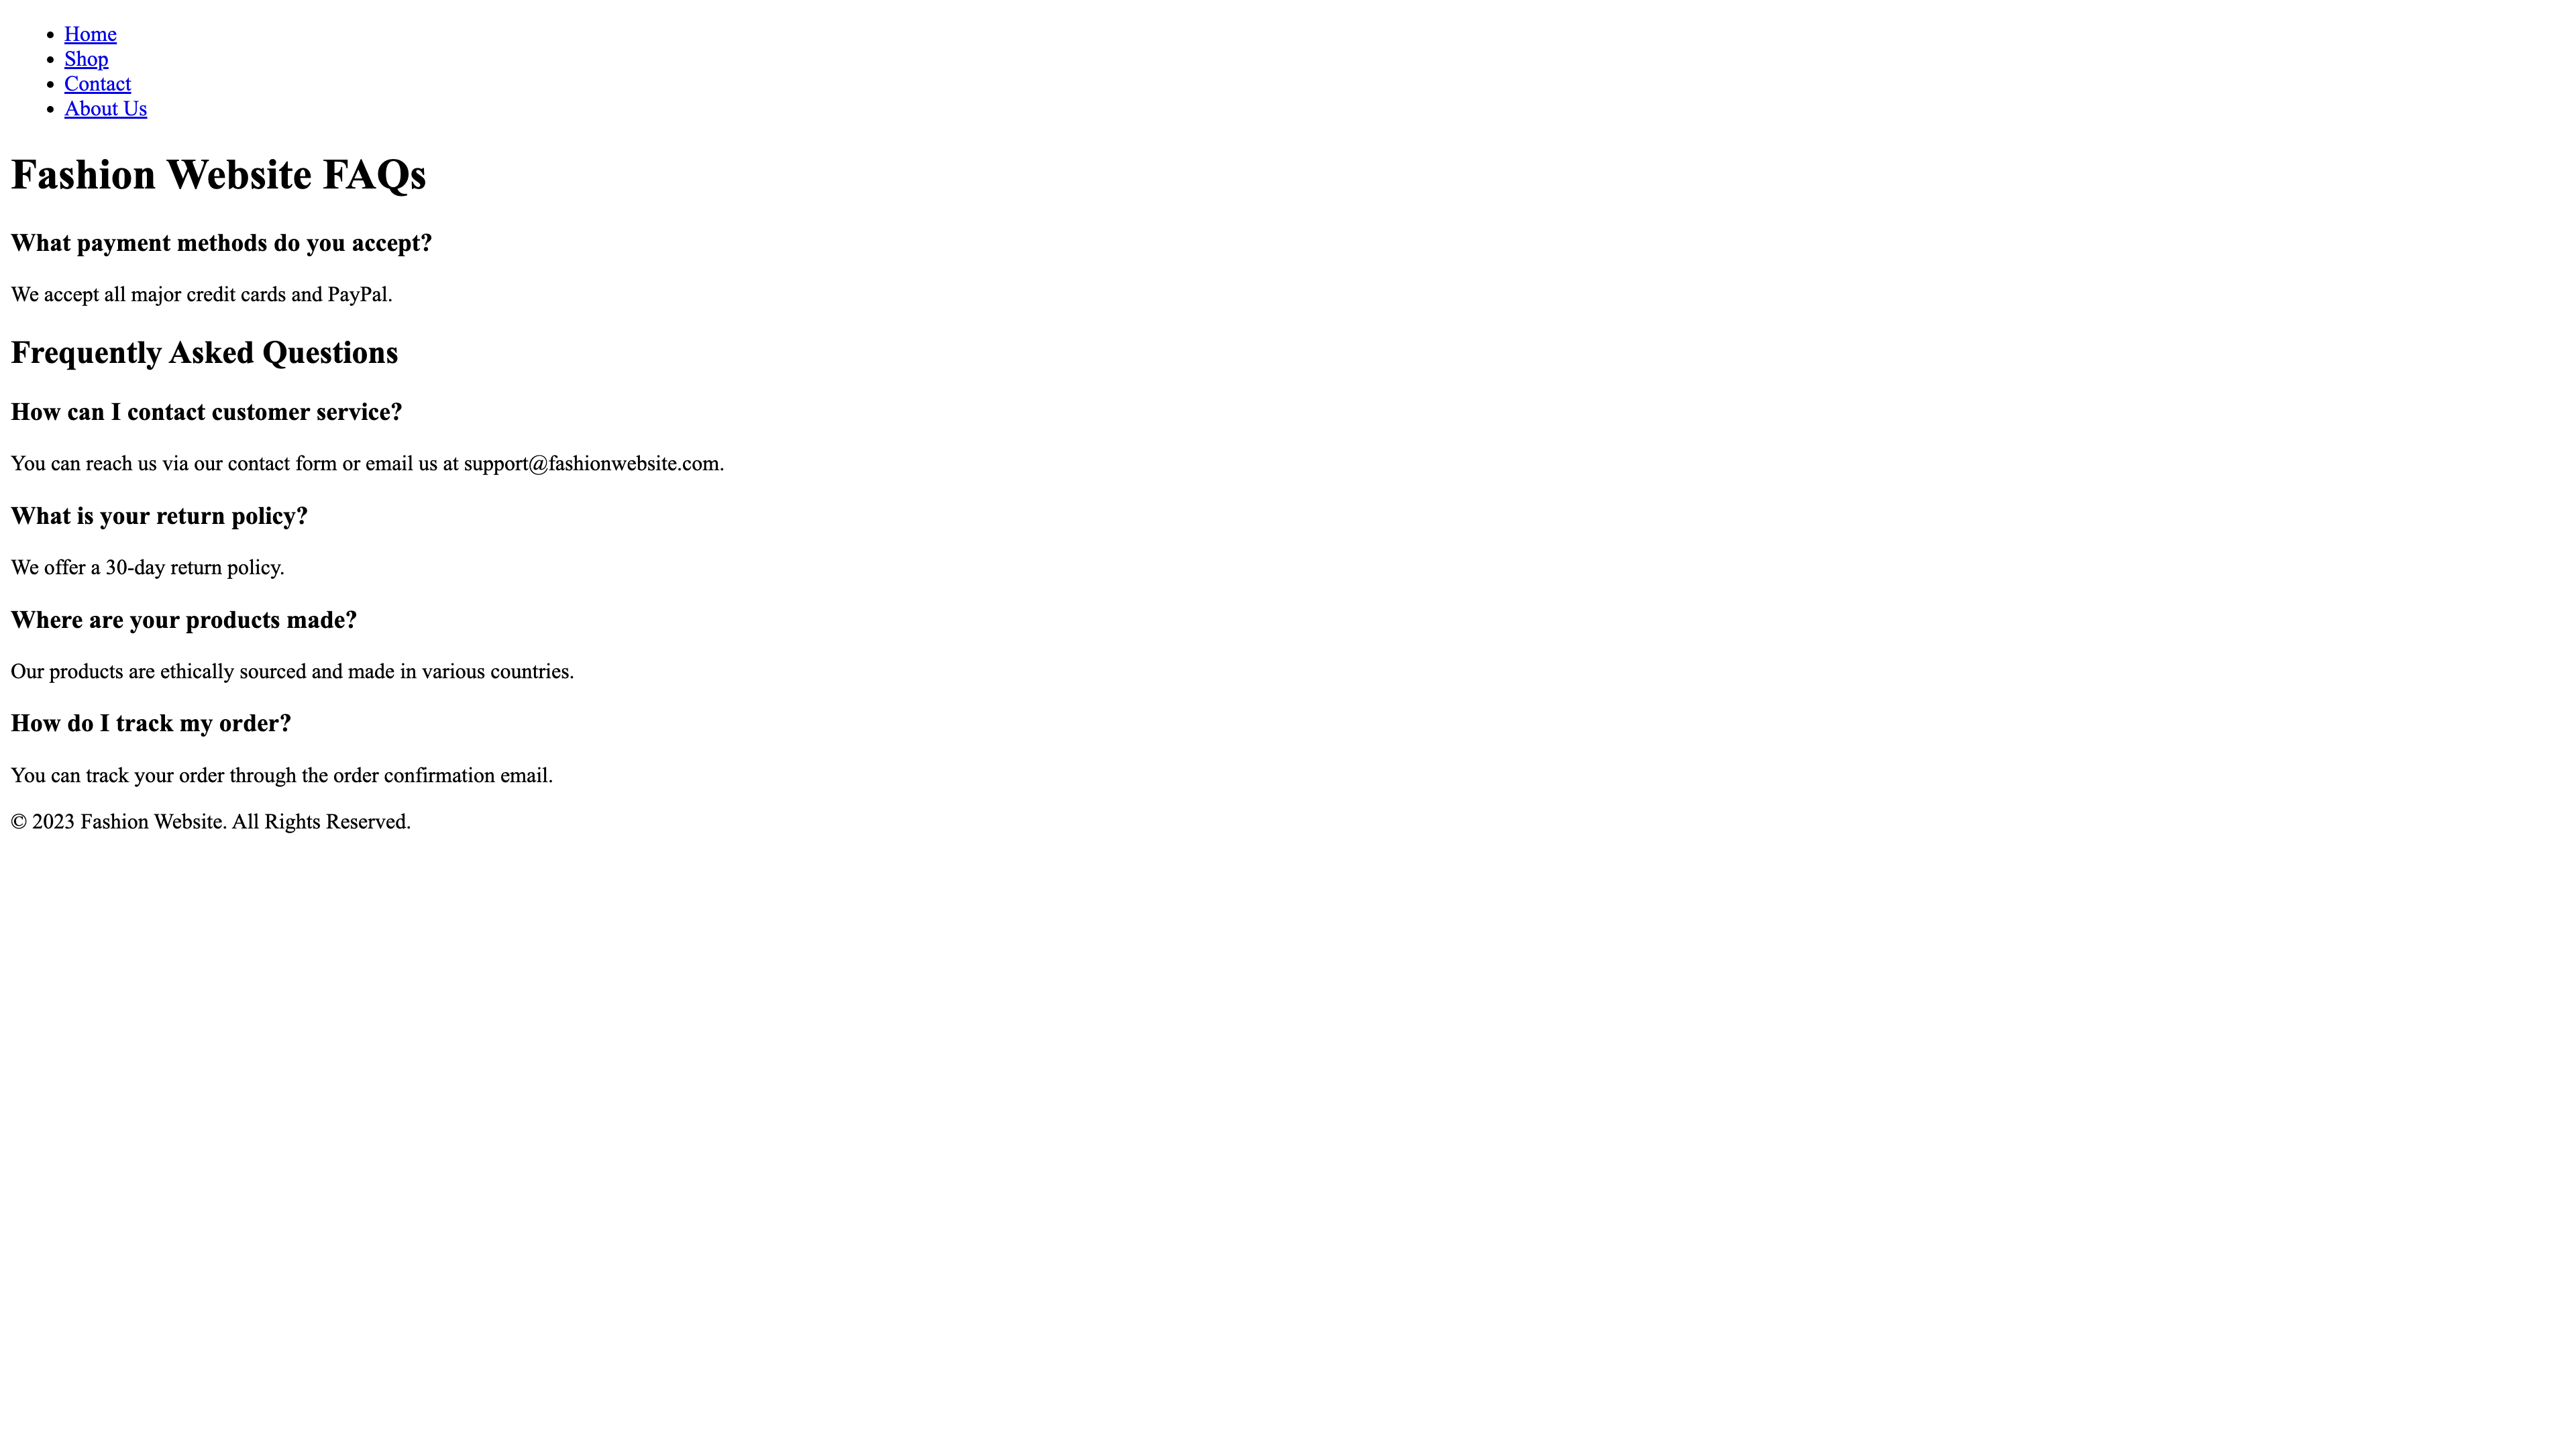 Home
Shop
Contact
About Us
Fashion Website FAQs
What payment methods do you accept?
We accept all major credit cards and PayPal.
Frequently Asked Questions
How can I contact customer service?
You can reach us via our contact form or email us at support@fashionwebsite.com.
What is your return policy?
We offer a 30-day return policy.
Where are your products made?
Our products are ethically sourced and made in various countries.
How do I track my order?
You can track your order through the order confirmation email.
© 2023 Fashion Website. All Rights Reserved.